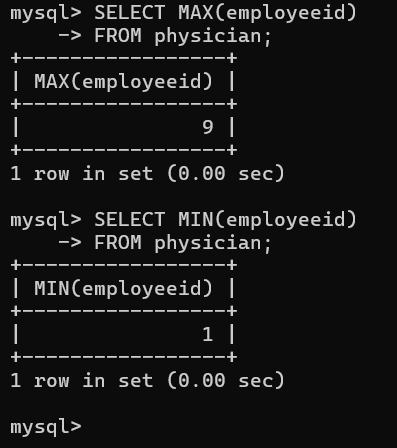 mysql> SELECT MAX(employeeid)
    -> FROM physician;
+-----------------+
| MAX(employeeid) |
+-----------------+
|               9 |
+-----------------+
1 row in set (0.00 sec)

mysql> SELECT MIN(employeeid)
    -> FROM physician;
+-----------------+
| MIN(employeeid) |
+-----------------+
|               1 |
+-----------------+
1 row in set (0.00 sec)

mysql>